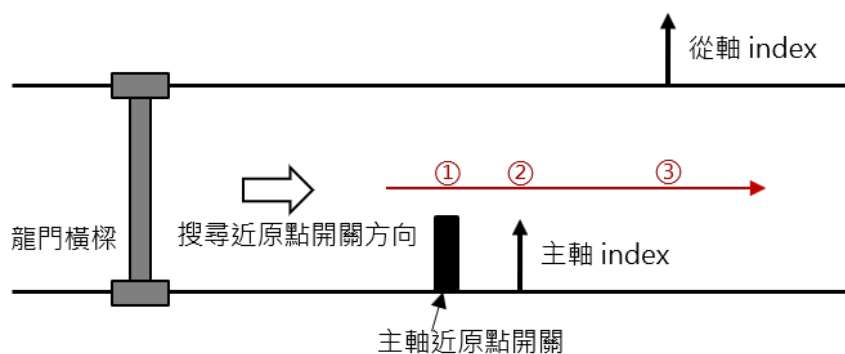 從軸 index
① ② ③
龍門橫樑
搜尋近原點開關方向
主軸 index
主軸近原點開關